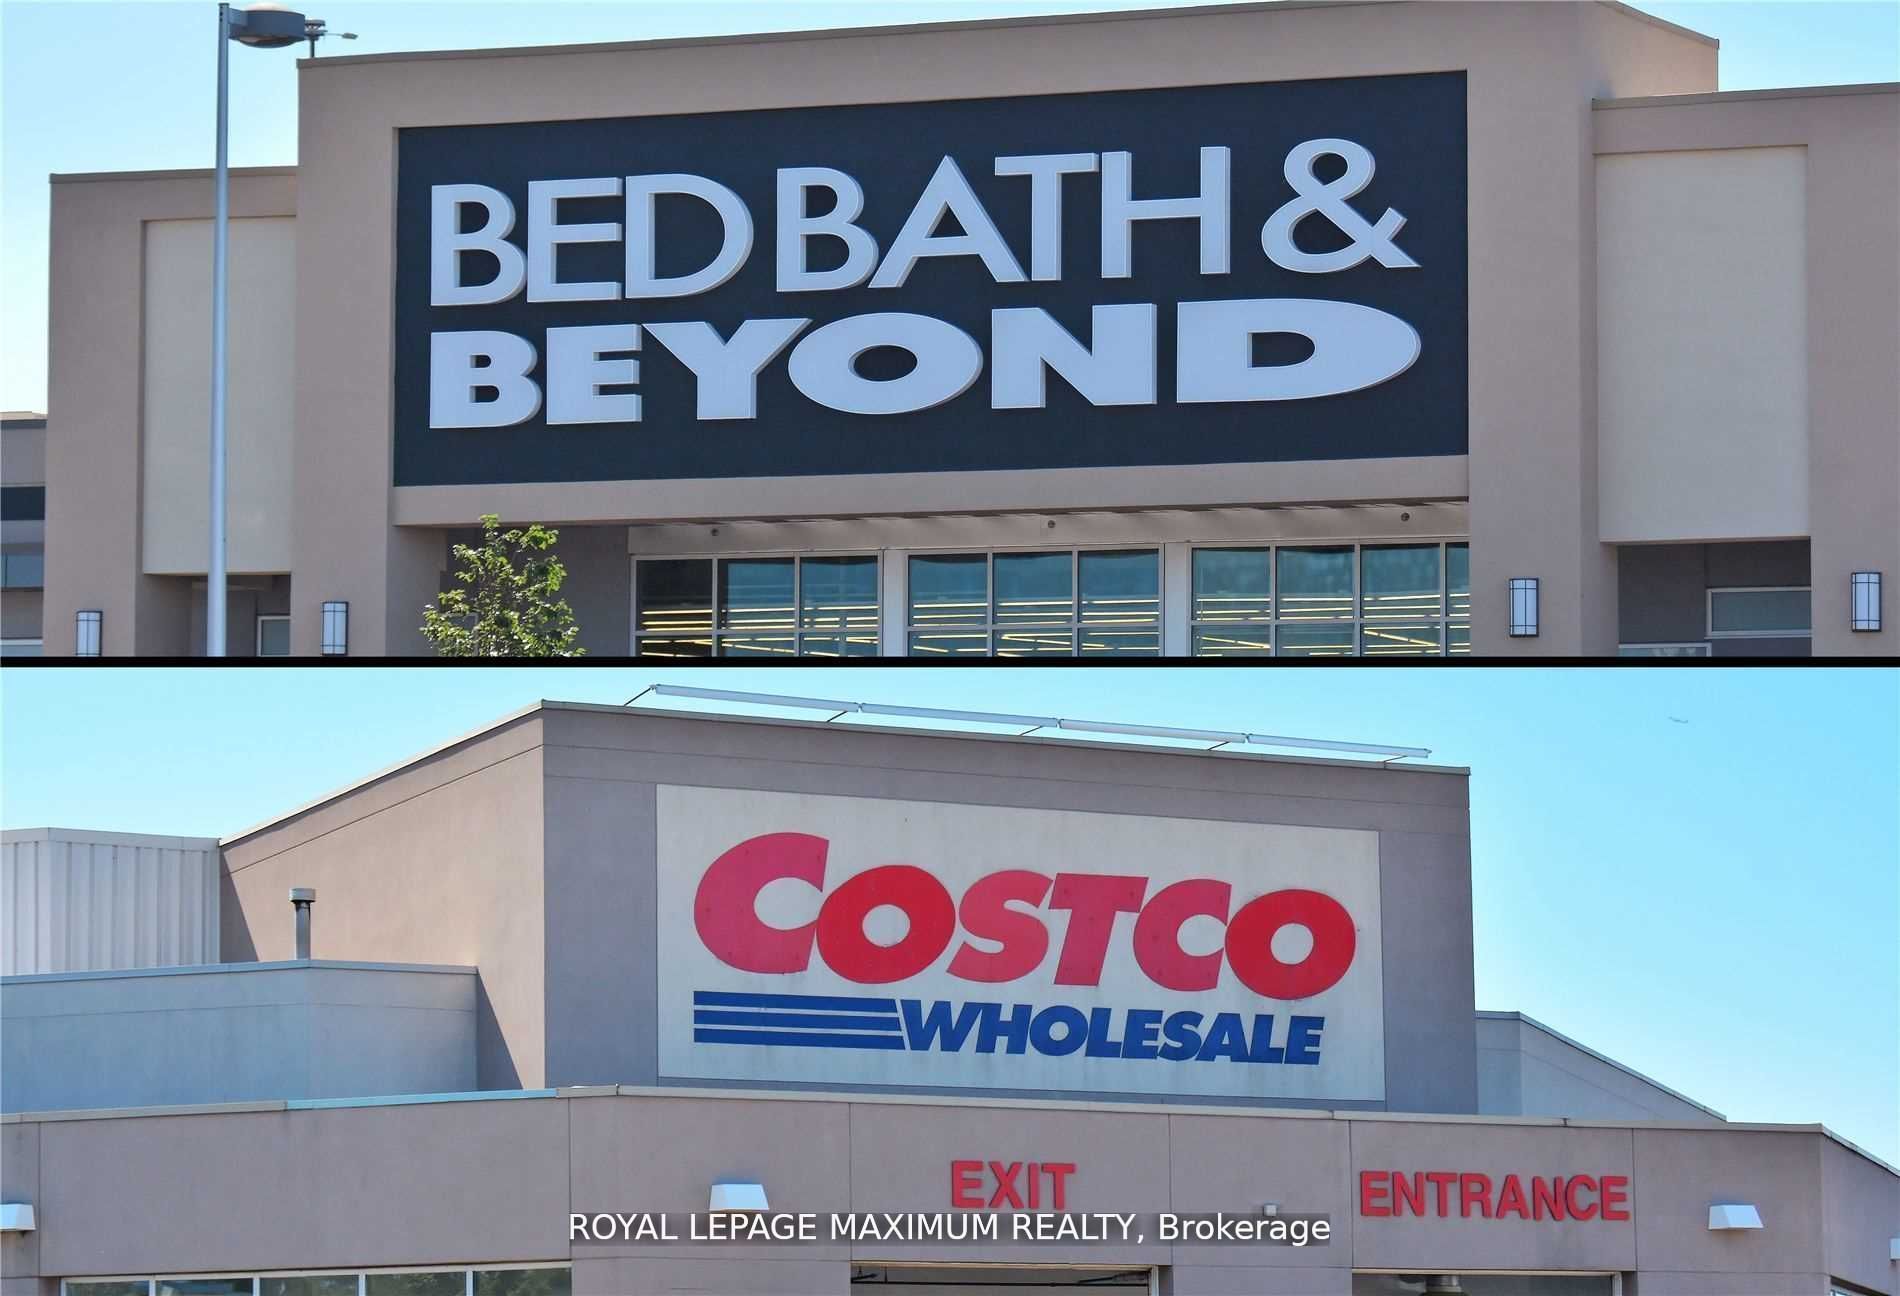 BED BATH &
BEYOND
COSTCO
WHOLESALE
EXIT
ENTRANCE
ROYAL LEPAGE MAXIMUM REALTY, Brokerage